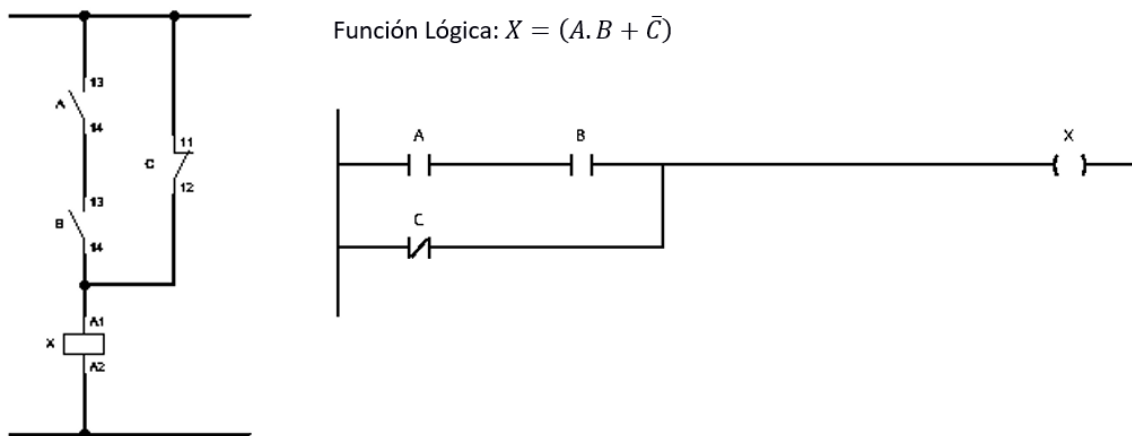 Función Lógica: X = (A.B + C̄)
13
A
14
11
C
12
13
B
14
A1
X
A2
A B X
C